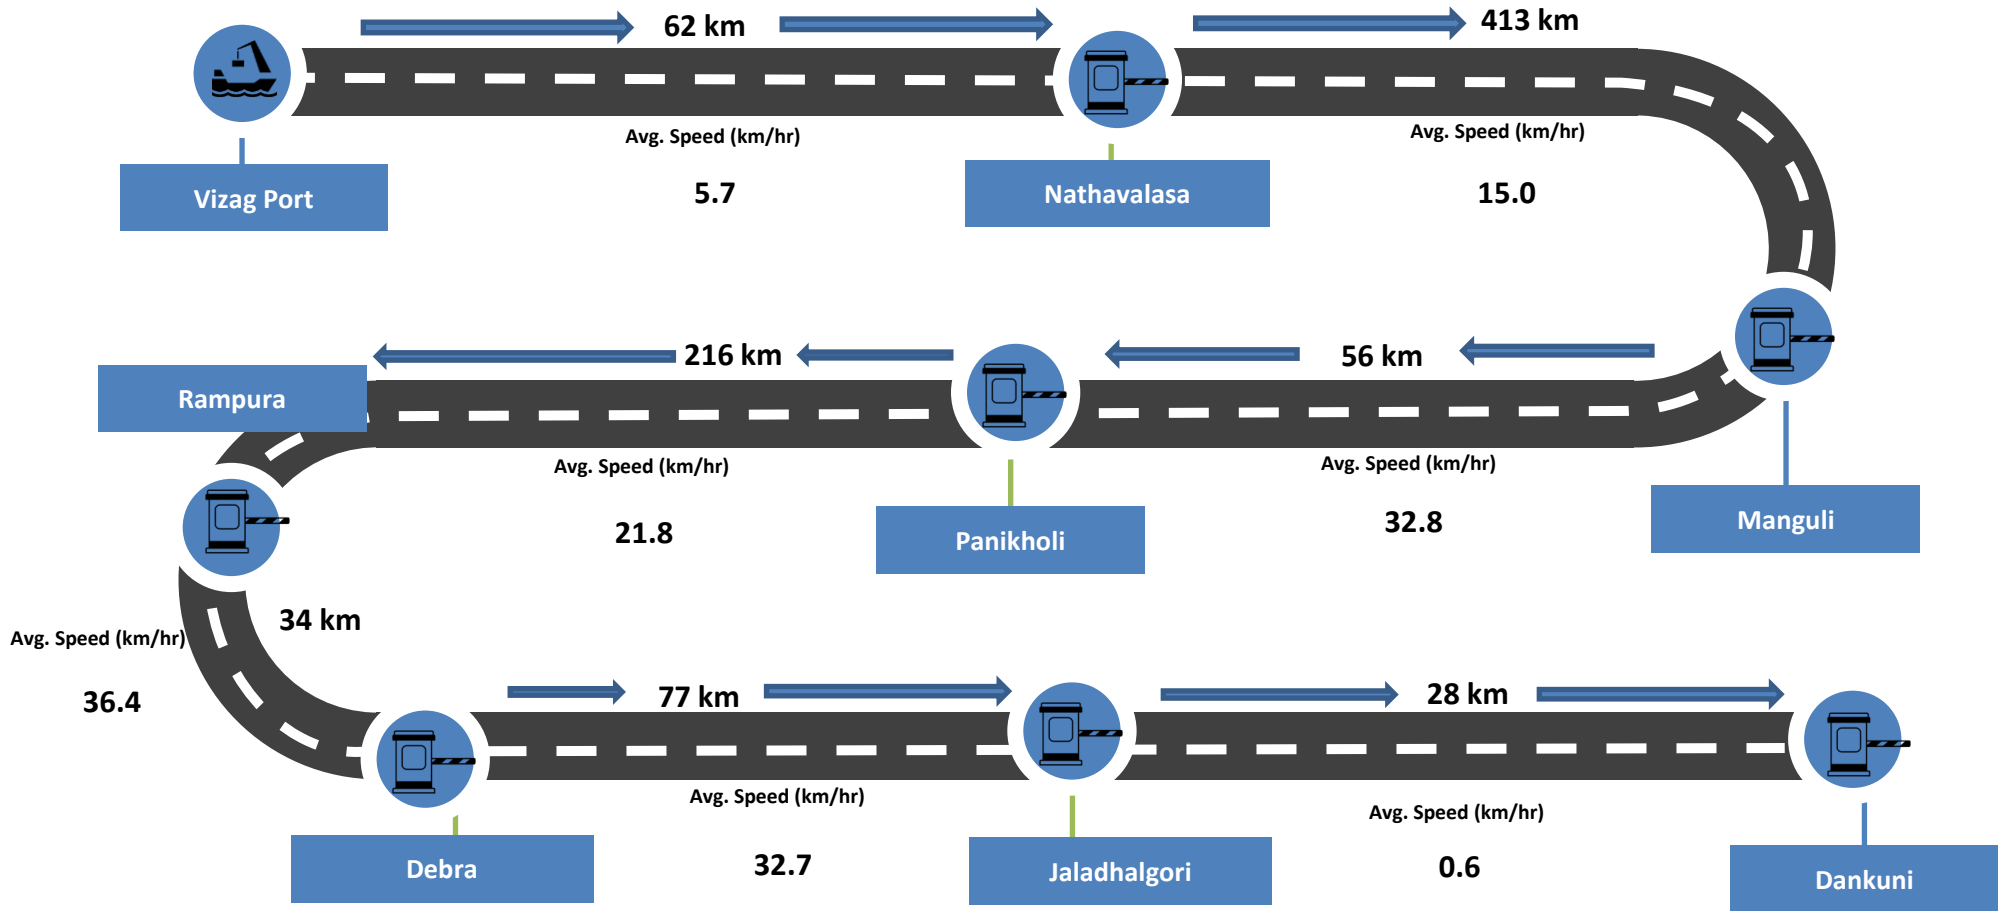 62 km
413 km
Avg. Speed (km/hr)
Avg. Speed (km/hr)
Vizag Port
5.7
Nathavalasa
15.0
216 km
56 km
Rampura
Avg. Speed (km/hr)
Avg. Speed (km/hr)
21.8
Panikholi
32.8
Manguli
34 km
Avg. Speed (km/hr)
36.4
77 km
28 km
Avg. Speed (km/hr)
Avg. Speed (km/hr)
Debra
32.7
Jaladhalgori
0.6
Dankuni